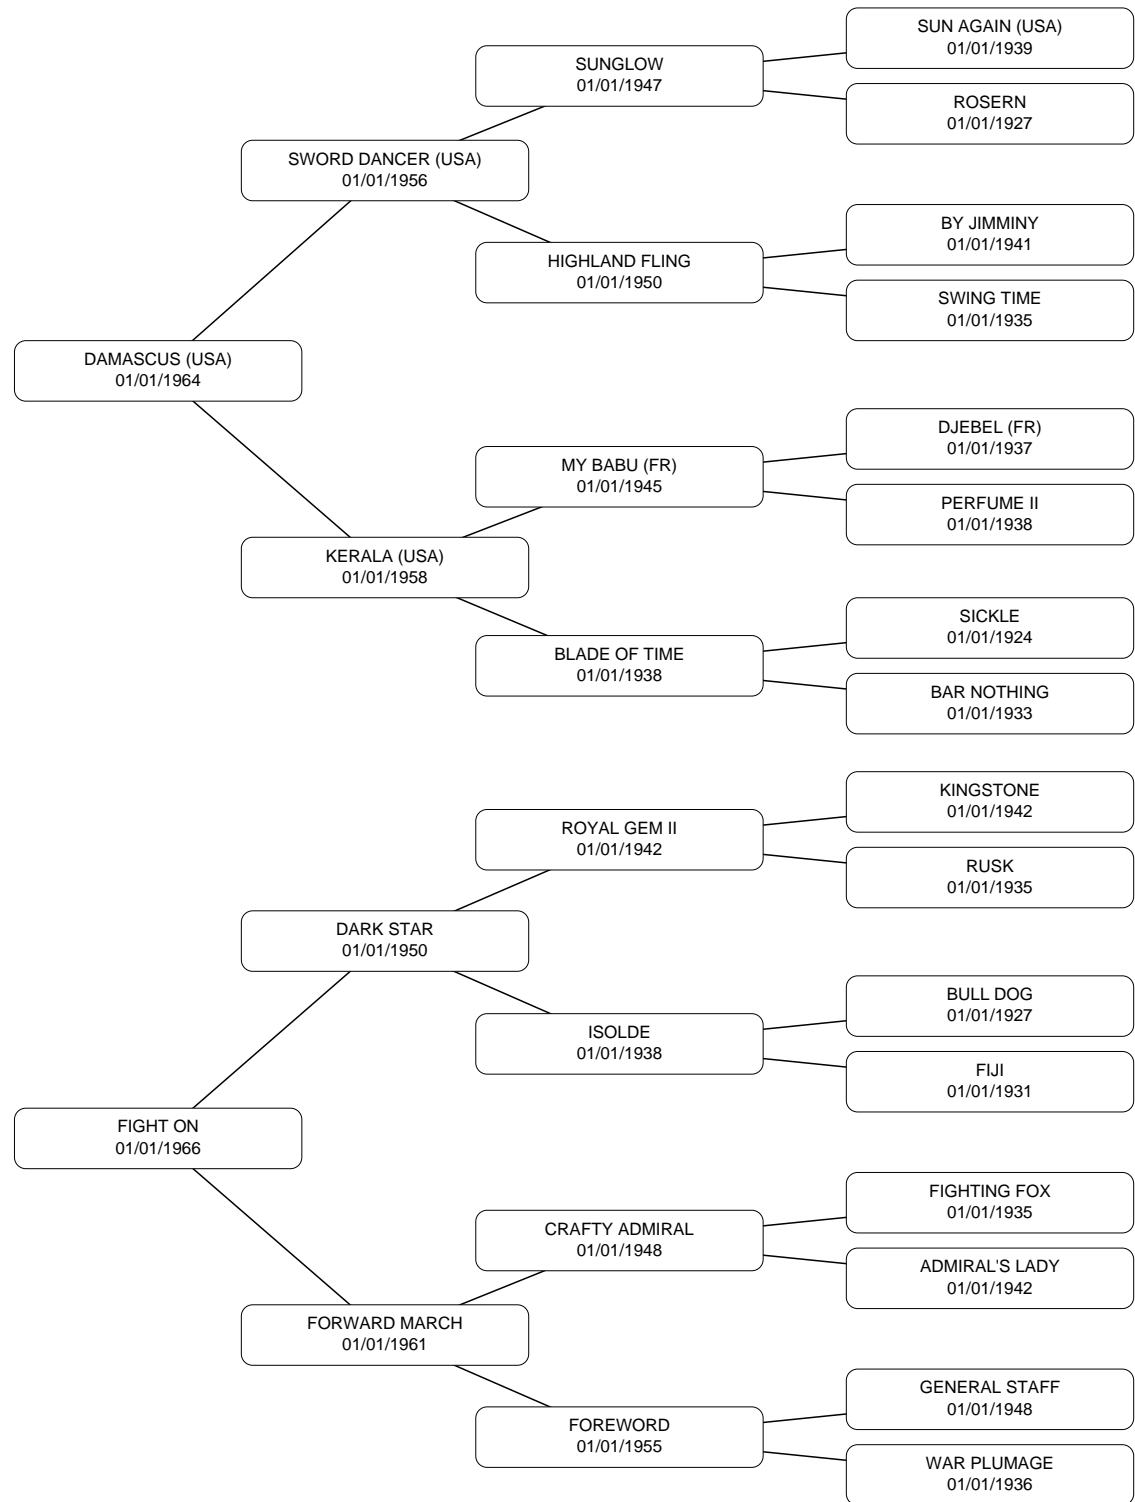 SUN AGAIN (USA)
01/01/1939
SUNGLOW
01/01/1947
ROSERN
01/01/1927
SWORD DANCER (USA)
01/01/1956
BY JIMMINY
01/01/1941
HIGHLAND FLING
01/01/1950
SWING TIME
01/01/1935
DAMASCUS (USA)
01/01/1964
DJEBEL (FR)
01/01/1937
MY BABU (FR)
01/01/1945
PERFUME II
01/01/1938
KERALA (USA)
01/01/1958
SICKLE
01/01/1924
BLADE OF TIME
01/01/1938
BAR NOTHING
01/01/1933
KINGSTONE
01/01/1942
ROYAL GEM II
01/01/1942
RUSK
01/01/1935
DARK STAR
01/01/1950
BULL DOG
01/01/1927
ISOLDE
01/01/1938
FIJI
01/01/1931
FIGHT ON
01/01/1966
FIGHTING FOX
01/01/1935
CRAFTY ADMIRAL
01/01/1948
ADMIRAL'S LADY
01/01/1942
FORWARD MARCH
01/01/1961
GENERAL STAFF
01/01/1948
FOREWORD
01/01/1955
WAR PLUMAGE
01/01/1936